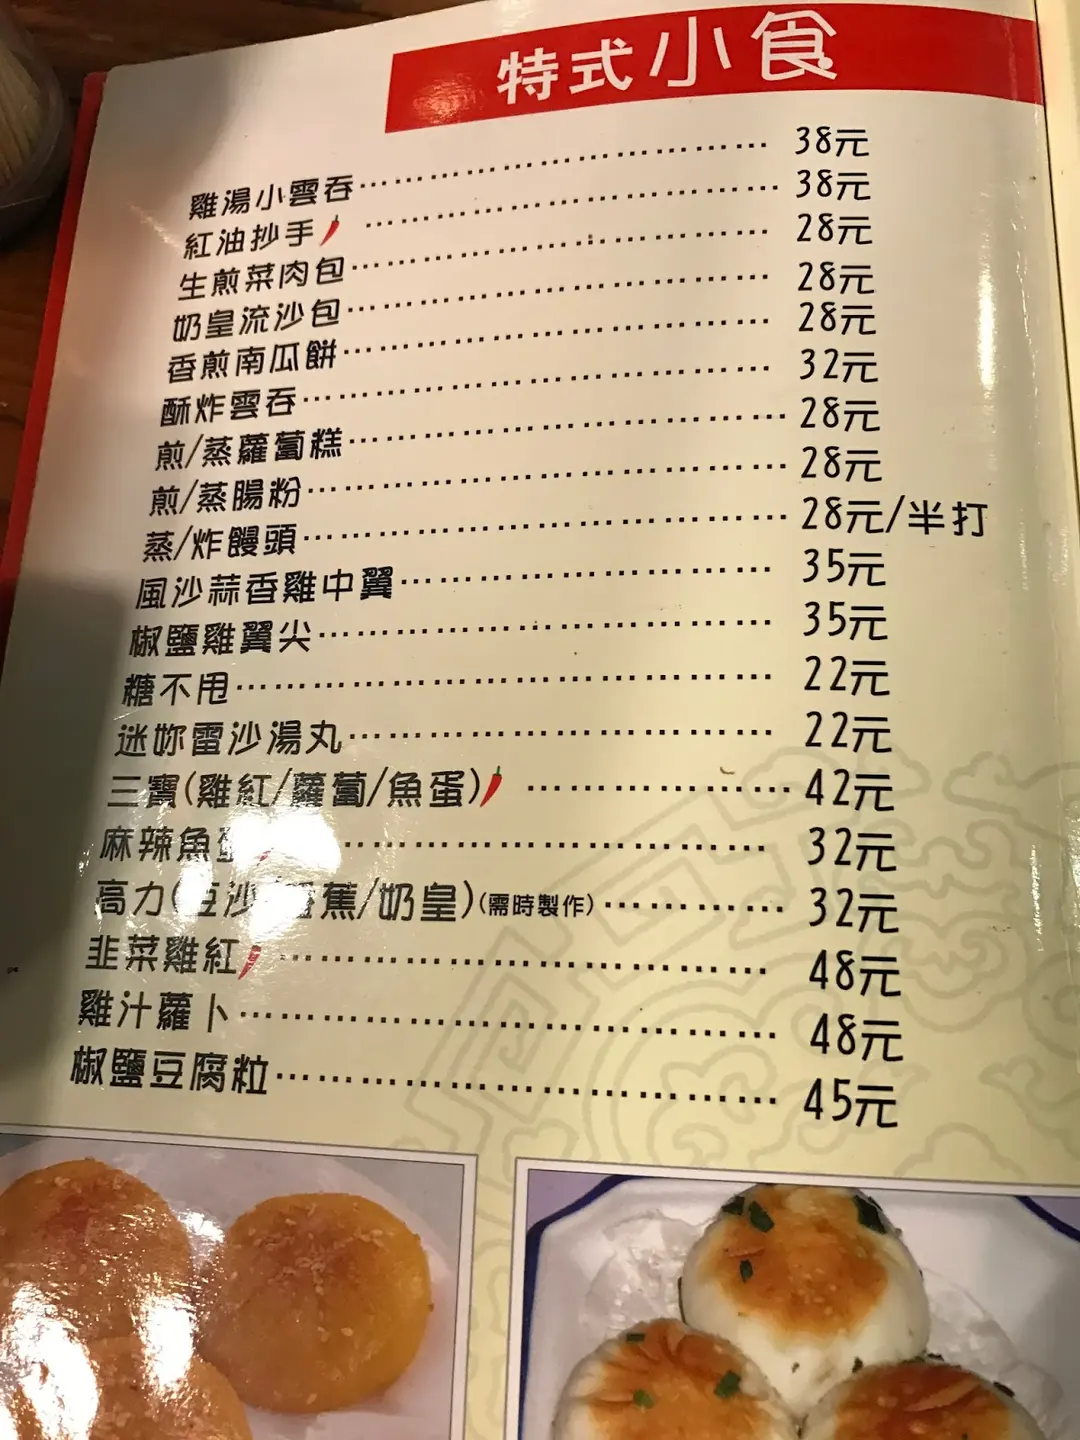 特式小食
雞湯小雲吞 38元
紅油抄手 38元
生煎菜肉包 28元
奶皇流沙包 28元
香煎南瓜餅 28元
酥炸雲吞 32元
煎/蒸蘿蔔糕 28元
煎/蒸腸粉 28元
蒸/炸饅頭 28元/半打
風沙蒜香雞中翼 35元
椒鹽雞翼尖 35元
糖不甩 22元
迷妳雷沙湯丸 22元
三寶(雞紅/蘿蔔/魚蛋) 42元
麻辣魚蛋 32元
高力(豆沙/香蕉/奶皇)(需時製作) 32元
韭菜雞紅 48元
雞汁蘿卜 48元
椒鹽豆腐粒 45元